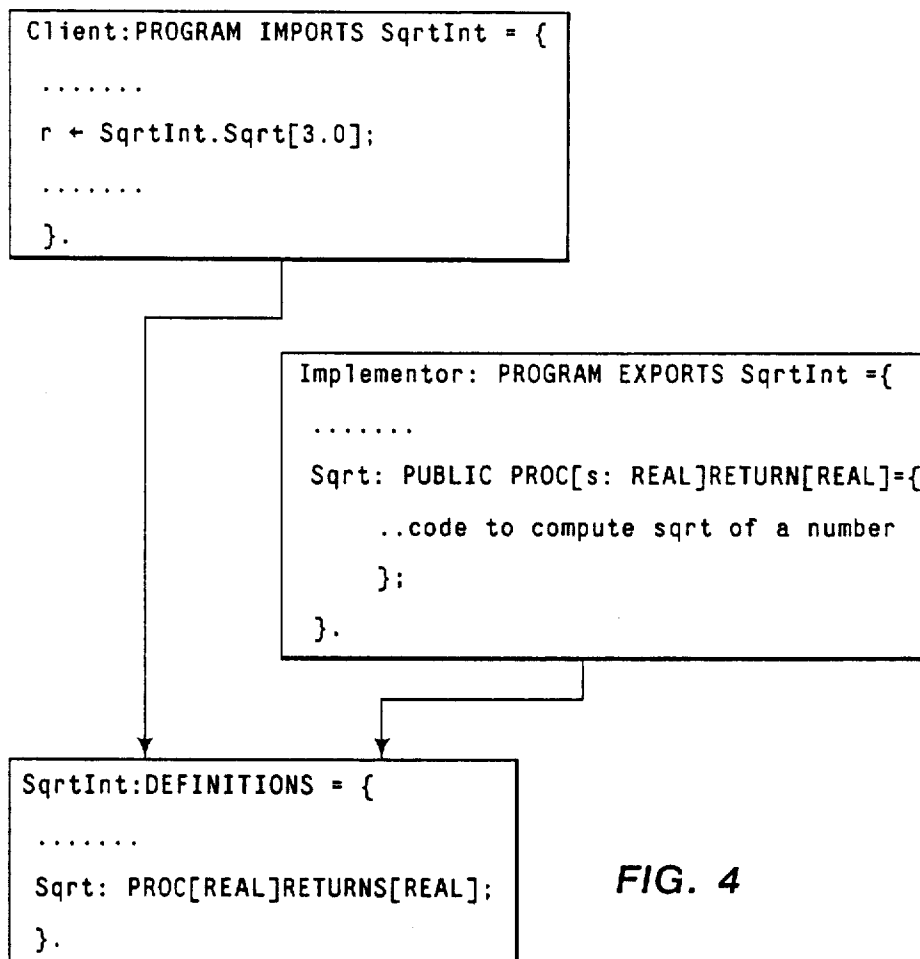 Client:PROGRAM IMPORTS SqrtInt = {
.......
r ← SqrtInt.Sqrt[3.0];
.......
}.
Implementor: PROGRAM EXPORTS SqrtInt ={
.......
Sqrt: PUBLIC PROC[s: REAL]RETURN[REAL]={
..code to compute sqrt of a number
};
}.
SqrtInt:DEFINITIONS = {
.......
Sqrt: PROC[REAL]RETURNS[REAL];
}.
FIG. 4